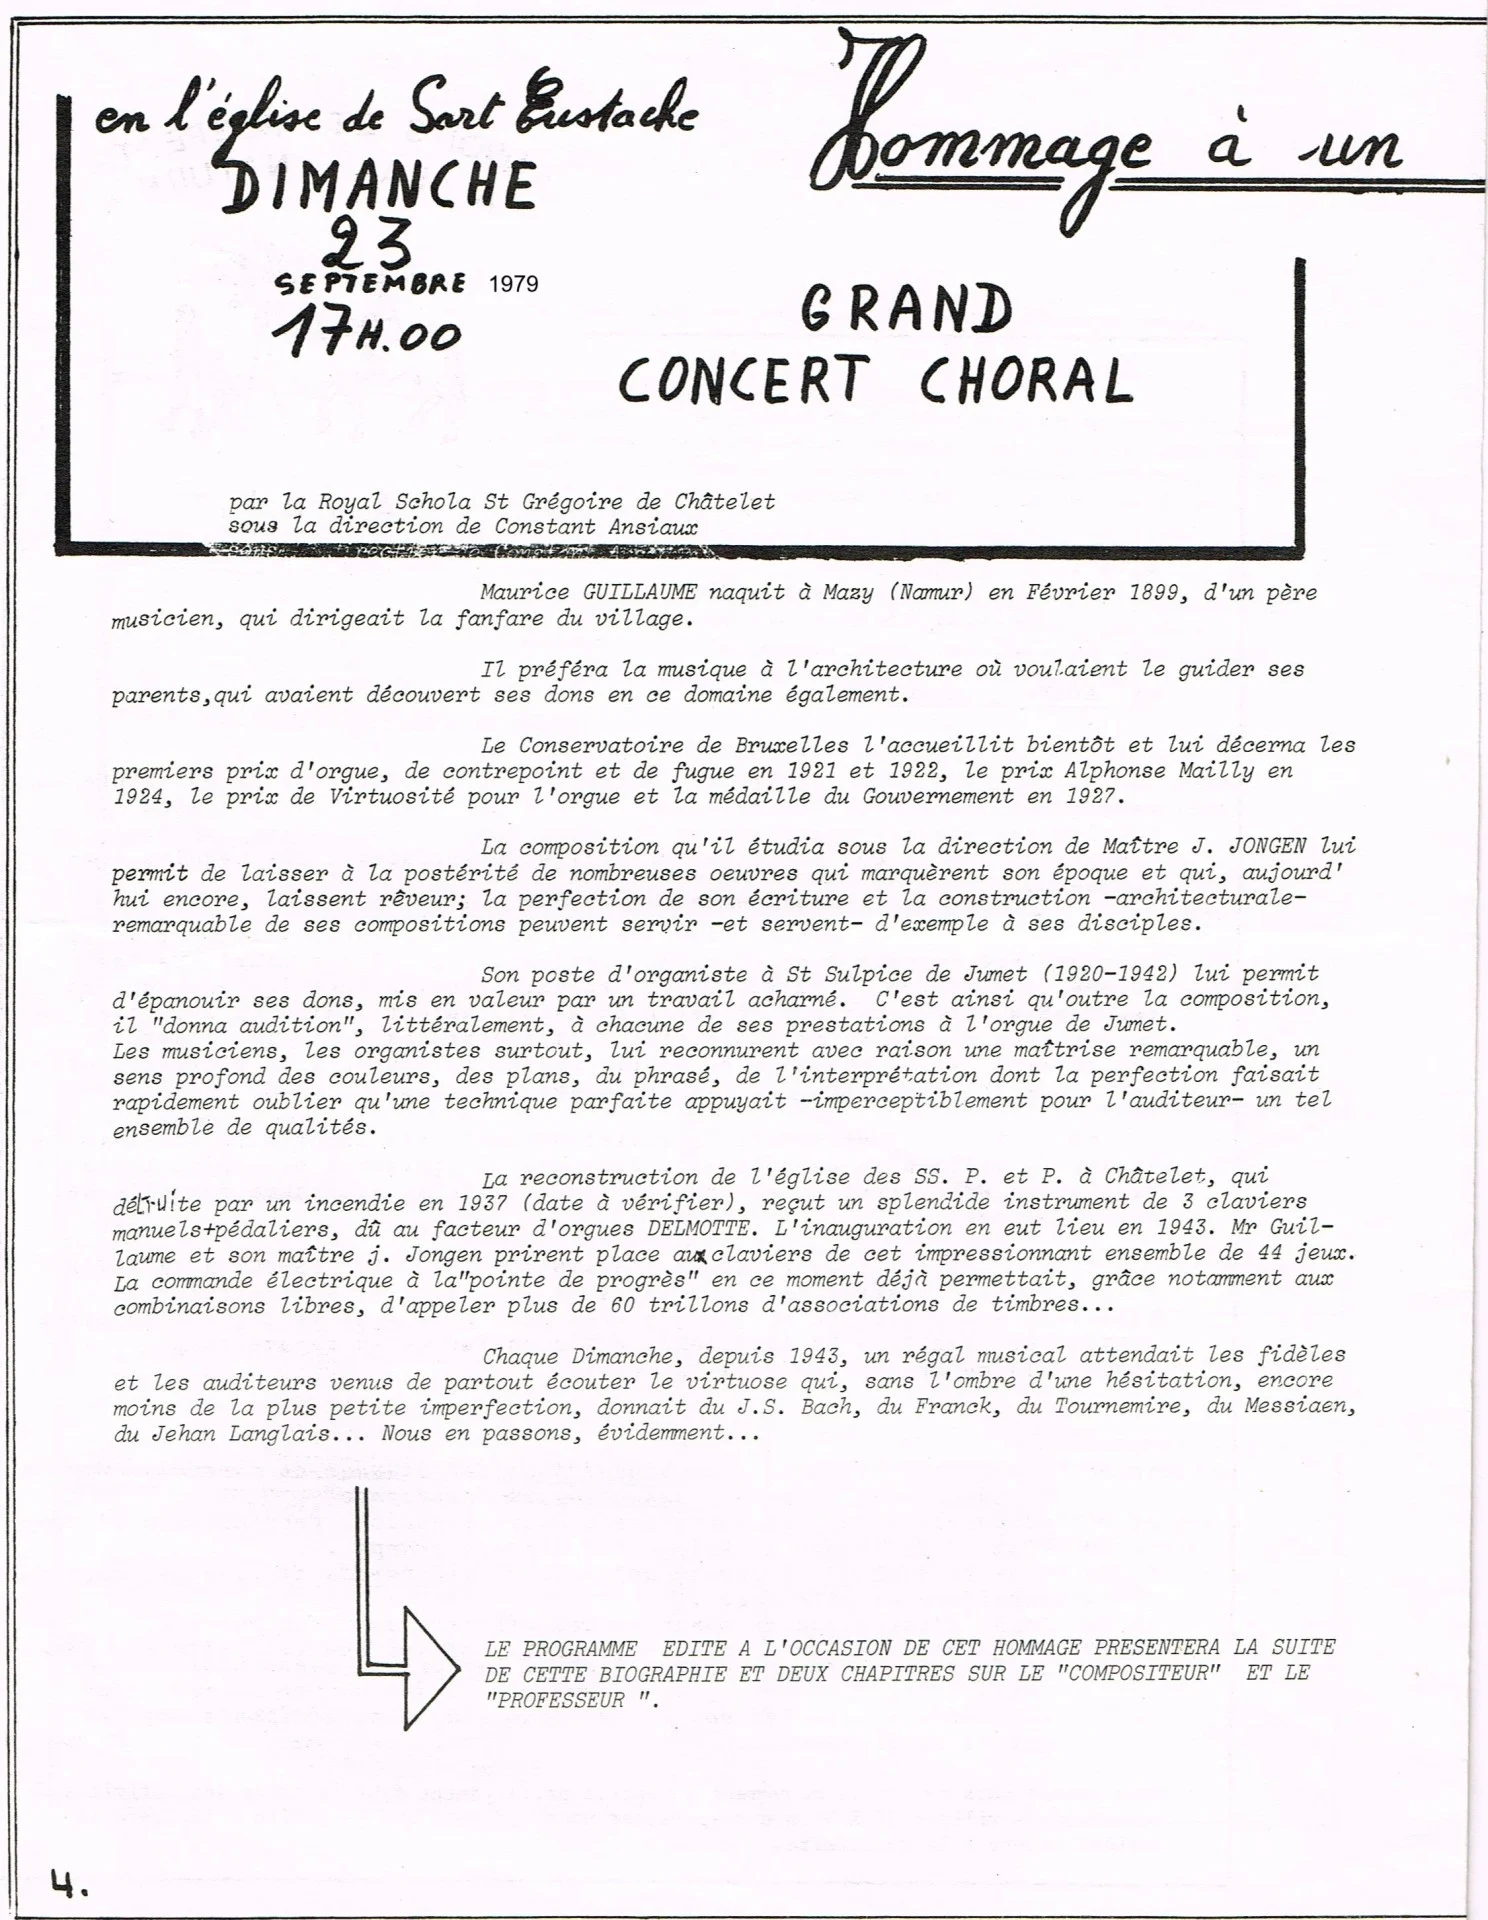 en l'église de Sart Eustache
DIMANCHE
23
SEPTEMBRE 1979
17H.00
Hommage à un
GRAND
CONCERT CHORAL
par la Royal Schola St Grégoire de Châtelet
sous la direction de Constant Ansiaux
Maurice GUILLAUME naquit à Mazy (Namur) en Février 1899, d'un père
musicien, qui dirigeait la fanfare du village.
Il préféra la musique à l'architecture où voulaient le guider ses
parents,qui avaient découvert ses dons en ce domaine également.
Le Conservatoire de Bruxelles l'accueillit bientôt et lui décerna les
premiers prix d'orgue, de contrepoint et de fugue en 1921 et 1922, le prix Alphonse Mailly en
1924, le prix de Virtuosité pour l'orgue et la médaille du Gouvernement en 1927.
La composition qu'il étudia sous la direction de Maître J. JONGEN lui
permit de laisser à la postérité de nombreuses oeuvres qui marquèrent son époque et qui, aujourd'
hui encore, laissent rêveur; la perfection de son écriture et la construction -architecturale-
remarquable de ses compositions peuvent servir -et servent- d'exemple à ses disciples.
Son poste d'organiste à St Sulpice de Jumet (1920-1942) lui permit
d'épanouir ses dons, mis en valeur par un travail acharné. C'est ainsi qu'outre la composition,
il "donna audition", littéralement, à chacune de ses prestations à l'orgue de Jumet.
Les musiciens, les organistes surtout, lui reconnurent avec raison une maîtrise remarquable, un
sens profond des couleurs, des plans, du phrasé, de l'interprétation dont la perfection faisait
rapidement oublier qu'une technique parfaite appuyait -imperceptiblement pour l'auditeur- un tel
ensemble de qualités.
La reconstruction de l'église des SS. P. et P. à Châtelet, qui
détruite par un incendie en 1937 (date à vérifier), reçut un splendide instrument de 3 claviers
manuels+pédaliers, dû au facteur d'orgues DELMOTTE. L'inauguration en eut lieu en 1943. Mr Guil-
laume et son maître j. Jongen prirent place aux claviers de cet impressionnant ensemble de 44 jeux.
La commande électrique à la"pointe de progrès" en ce moment déjà permettait, grâce notamment aux
combinaisons libres, d'appeler plus de 60 trillons d'associations de timbres...
Chaque Dimanche, depuis 1943, un régal musical attendait les fidèles
et les auditeurs venus de partout écouter le virtuose qui, sans l'ombre d'une hésitation, encore
moins de la plus petite imperfection, donnait du J.S. Bach, du Franck, du Tournemire, du Messiaen,
du Jehan Langlais... Nous en passons, évidemment...
LE PROGRAMME EDITE A L'OCCASION DE CET HOMMAGE PRESENTERA LA SUITE
DE CETTE BIOGRAPHIE ET DEUX CHAPITRES SUR LE "COMPOSITEUR" ET LE
"PROFESSEUR ".
4.